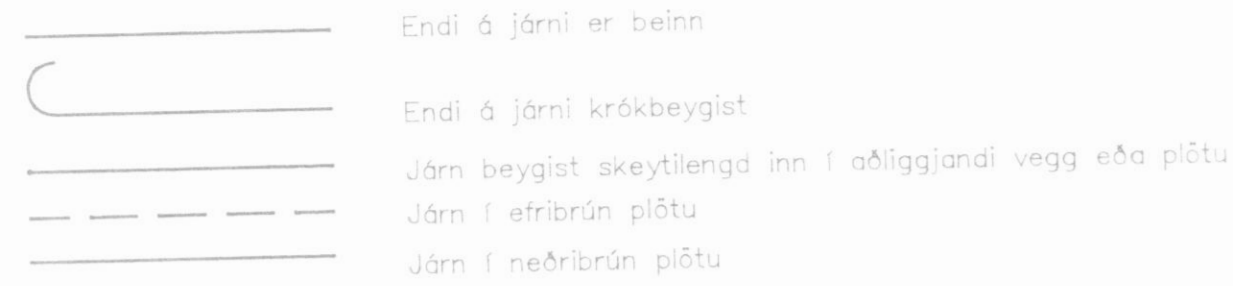 Endi á járni er beinn
Endi á járni krókbeygist
Járn beygist skeytilengd inn í aðliggjandi vegg eða plötu
Járn í efribrún plötu
Járn í neðribrún plötu